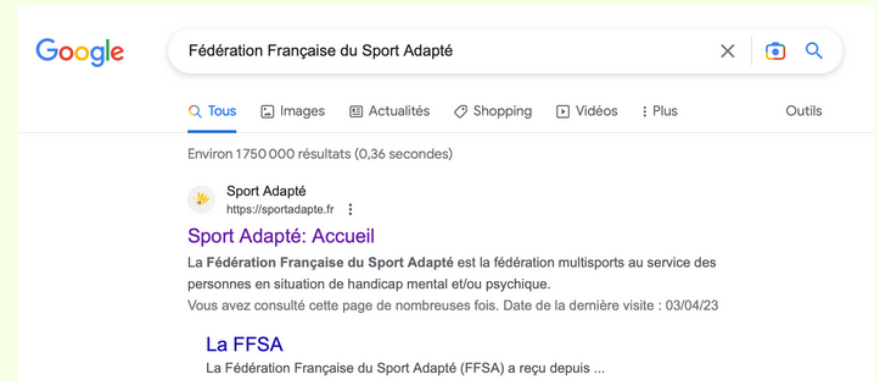 Google
Fédération Française du Sport Adapté
Tous Images Actualités Shopping Vidéos Plus Outils
Environ 1 750 000 résultats (0,36 secondes)
Sport Adapté
https://sportadapte.fr
Sport Adapté: Accueil
La Fédération Française du Sport Adapté est la fédération multisports au service des
personnes en situation de handicap mental et/ou psychique.
Vous avez consulté cette page de nombreuses fois. Date de la dernière visite : 03/04/23
La FFSA
La Fédération Française du Sport Adapté (FFSA) a reçu depuis ...